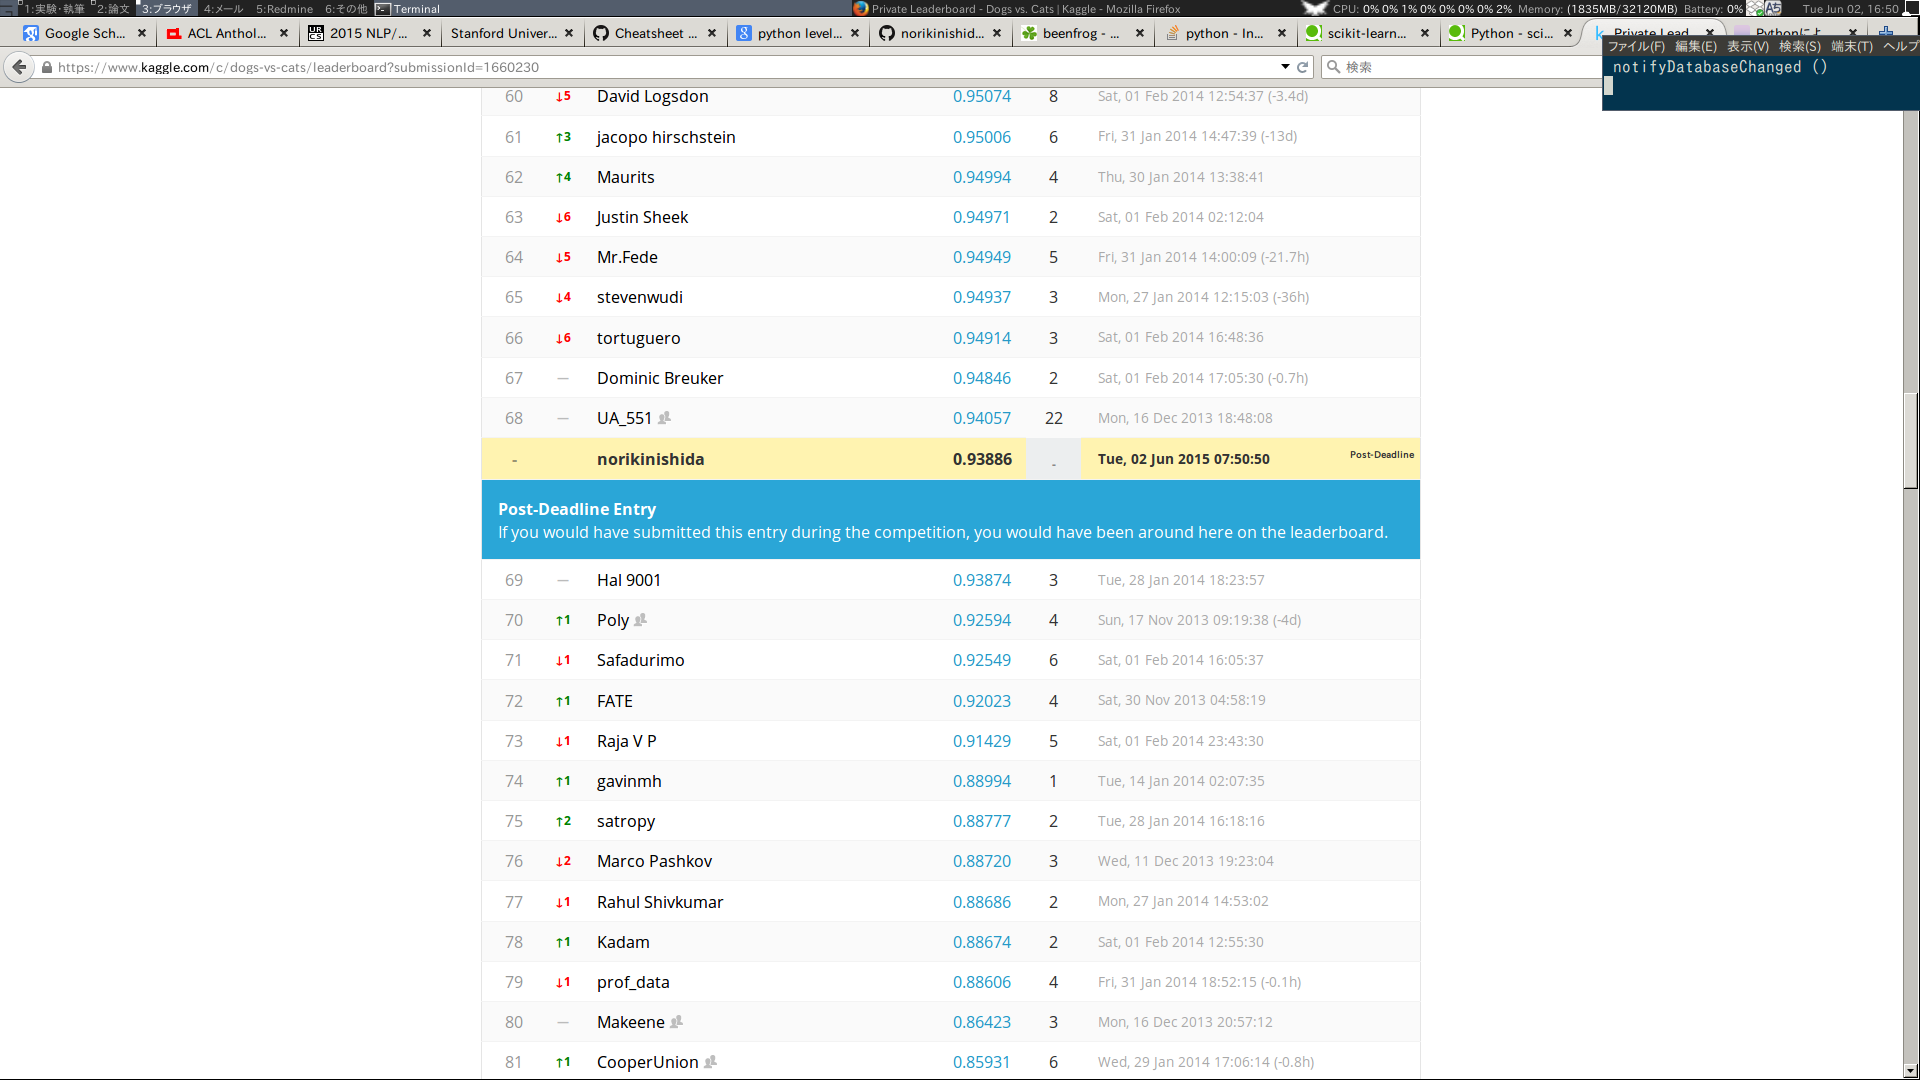 1:実験・執筆 2:論文 3:ブラウザ 4:メール 5:Redmine 6:その他 Terminal Private Leaderboard - Dogs vs. Cats | Kaggle - Mozilla Firefox CPU: 0% 0% 1% 0% 0% 0% 0% 2% Memory: (1835MB/32120MB) Battery: 0% Tue Jun 02, 16:50
Google Sch... ACL Anthol... 2015 NLP/... Stanford Univer... Cheatsheet ... python level... norikinishid... beenfrog - ... python - In... scikit-learn... Python - sci... Private Lead... Pythonによ...
ファイル(F) 編集(E) 表示(V) 検索(S) 端末(T) ヘルプ
https://www.kaggle.com/c/dogs-vs-cats/leaderboard?submissionId=1660230 検索 notifyDatabaseChanged ()
60 ↓5 David Logsdon 0.95074 8 Sat, 01 Feb 2014 12:54:37 (-3.4d)
61 ↑3 jacopo hirschstein 0.95006 6 Fri, 31 Jan 2014 14:47:39 (-13d)
62 ↑4 Maurits 0.94994 4 Thu, 30 Jan 2014 13:38:41
63 ↓6 Justin Sheek 0.94971 2 Sat, 01 Feb 2014 02:12:04
64 ↓5 Mr.Fede 0.94949 5 Fri, 31 Jan 2014 14:00:09 (-21.7h)
65 ↓4 stevenwudi 0.94937 3 Mon, 27 Jan 2014 12:15:03 (-36h)
66 ↓6 tortuguero 0.94914 3 Sat, 01 Feb 2014 16:48:36
67 — Dominic Breuker 0.94846 2 Sat, 01 Feb 2014 17:05:30 (-0.7h)
68 — UA_551 0.94057 22 Mon, 16 Dec 2013 18:48:08
- norikinishida 0.93886 - Tue, 02 Jun 2015 07:50:50 Post-Deadline
Post-Deadline Entry
If you would have submitted this entry during the competition, you would have been around here on the leaderboard.
69 — Hal 9001 0.93874 3 Tue, 28 Jan 2014 18:23:57
70 ↑1 Poly 0.92594 4 Sun, 17 Nov 2013 09:19:38 (-4d)
71 ↓1 Safadurimo 0.92549 6 Sat, 01 Feb 2014 16:05:37
72 ↑1 FATE 0.92023 4 Sat, 30 Nov 2013 04:58:19
73 ↓1 Raja V P 0.91429 5 Sat, 01 Feb 2014 23:43:30
74 ↑1 gavinmh 0.88994 1 Tue, 14 Jan 2014 02:07:35
75 ↑2 satropy 0.88777 2 Tue, 28 Jan 2014 16:18:16
76 ↓2 Marco Pashkov 0.88720 3 Wed, 11 Dec 2013 19:23:04
77 ↓1 Rahul Shivkumar 0.88686 2 Mon, 27 Jan 2014 14:53:02
78 ↑1 Kadam 0.88674 2 Sat, 01 Feb 2014 12:55:30
79 ↓1 prof_data 0.88606 4 Fri, 31 Jan 2014 18:52:15 (-0.1h)
80 — Makeene 0.86423 3 Mon, 16 Dec 2013 20:57:12
81 ↑1 CooperUnion 0.85931 6 Wed, 29 Jan 2014 17:06:14 (-0.8h)